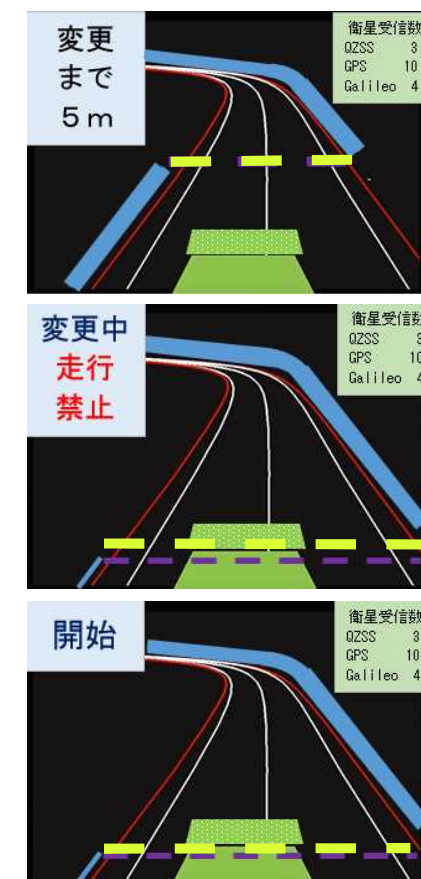 変更
まで
5m
衛星受信数
QZSS 3
GPS 10
Galileo 4
変更中
走行
禁止
衛星受信数
QZSS 3
GPS 10
Galileo 4
開始
衛星受信数
QZSS 3
GPS 10
Galileo 4